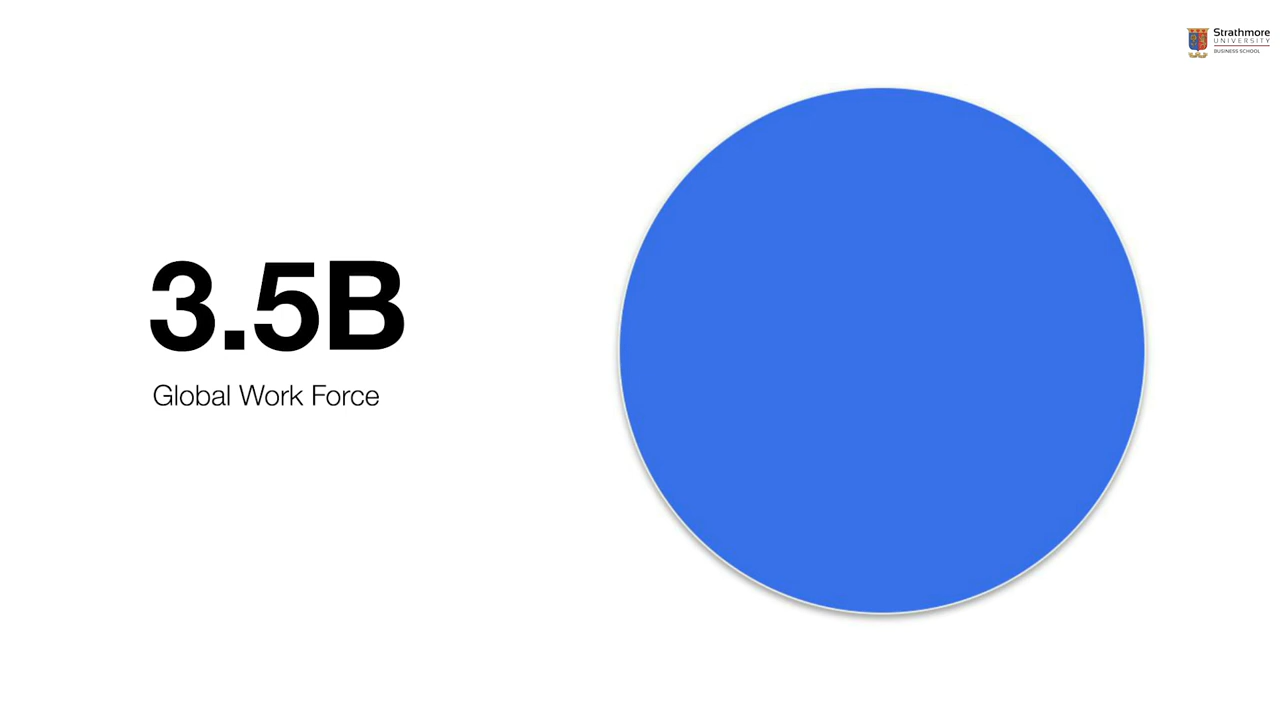 Strathmore
UNIVERSITY
BUSINESS SCHOOL
3.5B
Global Work Force